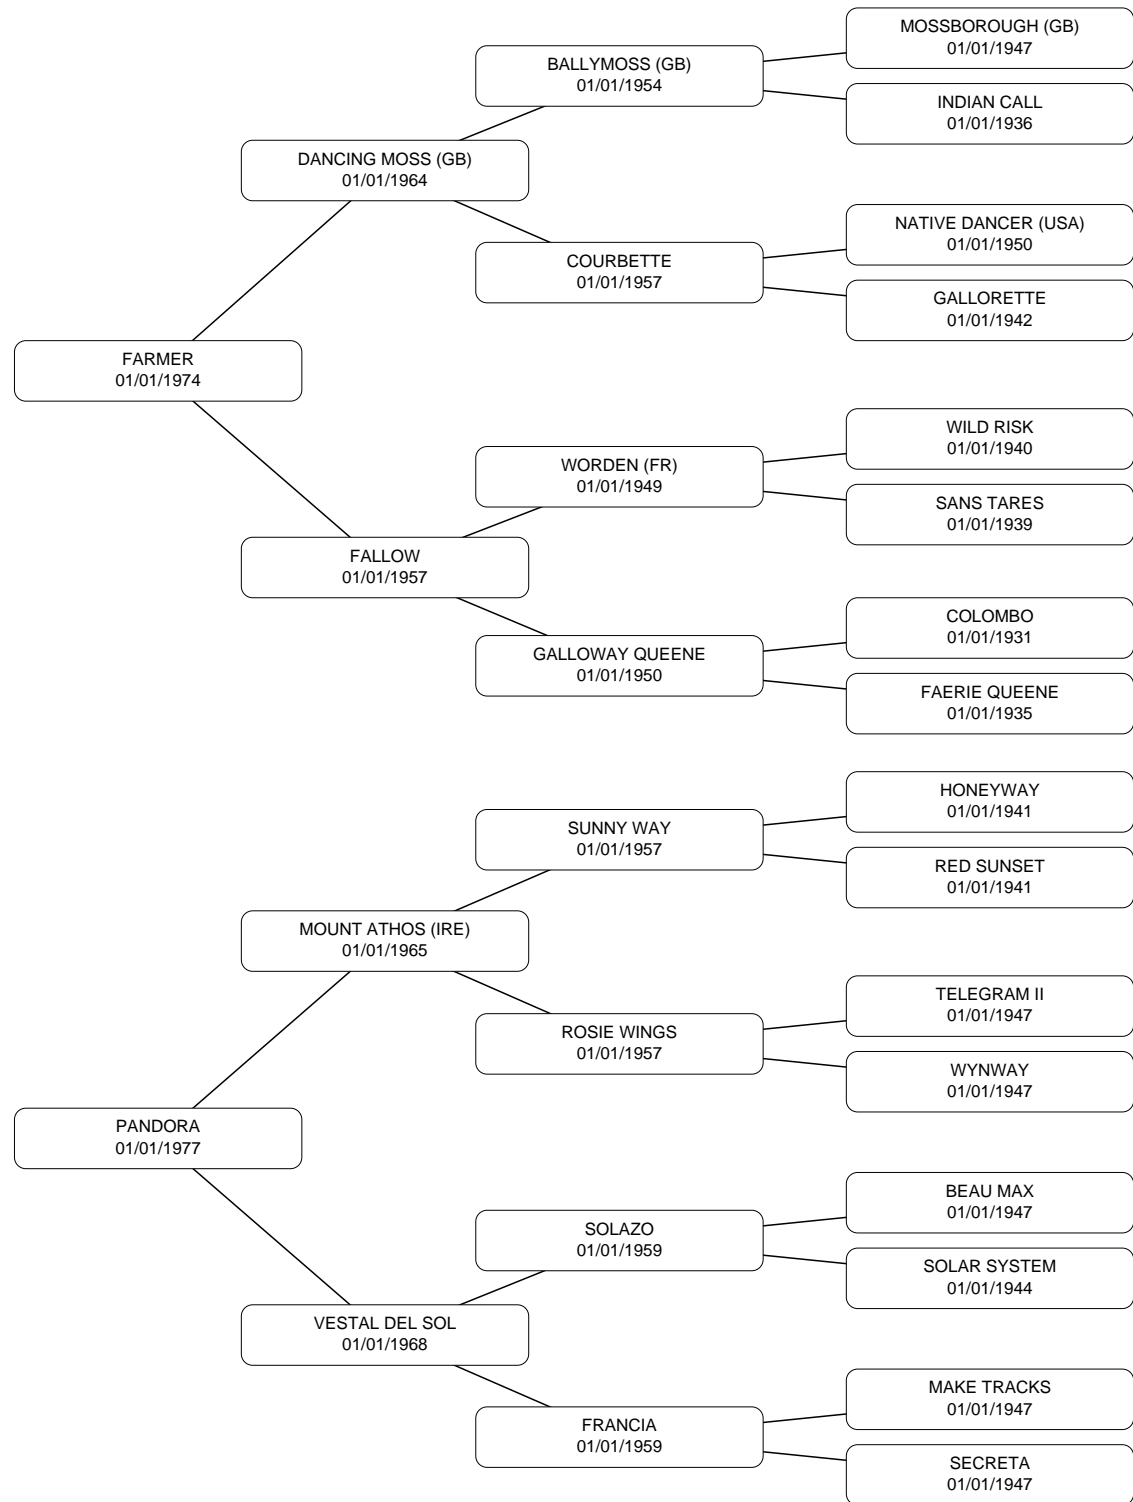 MOSSBOROUGH (GB)
01/01/1947
BALLYMOSS (GB)
01/01/1954
INDIAN CALL
01/01/1936
DANCING MOSS (GB)
01/01/1964
NATIVE DANCER (USA)
01/01/1950
COURBETTE
01/01/1957
GALLORETTE
01/01/1942
FARMER
01/01/1974
WILD RISK
01/01/1940
WORDEN (FR)
01/01/1949
SANS TARES
01/01/1939
FALLOW
01/01/1957
COLOMBO
01/01/1931
GALLOWAY QUEENE
01/01/1950
FAERIE QUEENE
01/01/1935
HONEYWAY
01/01/1941
SUNNY WAY
01/01/1957
RED SUNSET
01/01/1941
MOUNT ATHOS (IRE)
01/01/1965
TELEGRAM II
01/01/1947
ROSIE WINGS
01/01/1957
WYNWAY
01/01/1947
PANDORA
01/01/1977
BEAU MAX
01/01/1947
SOLAZO
01/01/1959
SOLAR SYSTEM
01/01/1944
VESTAL DEL SOL
01/01/1968
MAKE TRACKS
01/01/1947
FRANCIA
01/01/1959
SECRETA
01/01/1947